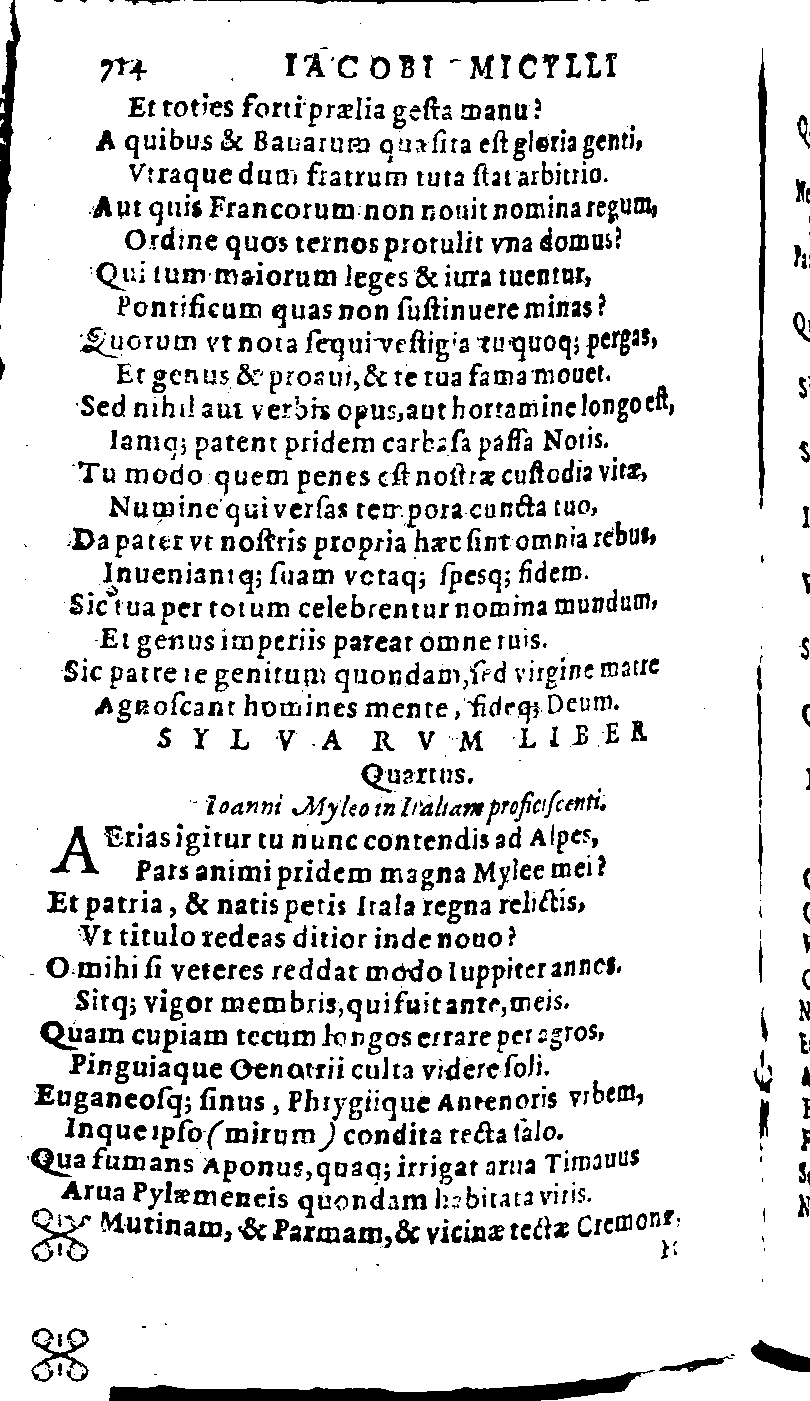 714 IACOBI MICYLLI
Et toties forti prælia gesta manu?
A quibus & Bauarum quæsita est gloria genti,
Vtraque dum fratrum tuta stat arbitrio.
Aut quis Francorum non nouit nomina regum,
Ordine quos ternos protulit vna domus?
Qui tum maiorum leges & iura tuentur,
Pontificum quas non sustinuere minas?
Quorum vt nota sequi vestigia tu quoq; pergas,
Et genus & proaui, & te tua fama mouet.
Sed nihil aut verbis opus, aut hortamine longo est,
Iamq; patent pridem carbasa passa Notis.
Tu modo quem penes est nostræ custodia vitæ,
Numine qui versas tempora cuncta tuo,
Da pater vt nostris propria hæc sint omnia rebus,
Inueniantq; suam votaq; spesq; fidem.
Sic tua per totum celebrentur nomina mundum,
Et genus imperiis pareat omne tuis.
Sic patre te genitum quondam, sed virgine matre
Agnoscant homines mente, fideq; Deum.
SYLVARVM LIBER
Quartus.
Ioanni Myleo in Italiam proficiscenti.
AErias igitur tu nunc contendis ad Alpes,
Pars animi pridem magna Mylee mei?
Et patria, & natis petis Itala regna relictis,
Vt titulo redeas ditior inde nouo?
O mihi si veteres reddat modo Iuppiter annos.
Sitq; vigor membris, qui fuit ante, meis.
Quam cupiam tecum longos errare per agros,
Pinguiaque Oenotrii culta videre soli.
Euganeosq; sinus, Phrygiique Antenoris vrbem,
Inque ipso (mirum) condita tecta salo.
Qua fumans Aponus, quaq; irrigat arua Timauus
Arua Pylæmeneis quondam habitata viris.
Mutinam, & Parmam, & vicinæ tectæ Cremonæ,